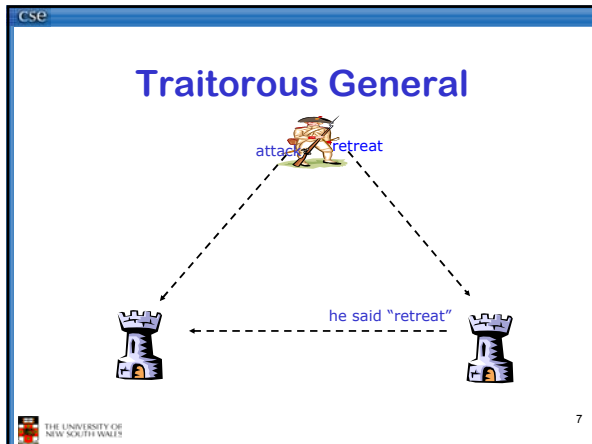 cse
Traitorous General
attack
retreat
he said “retreat”
THE UNIVERSITY OF
NEW SOUTH WALES
7